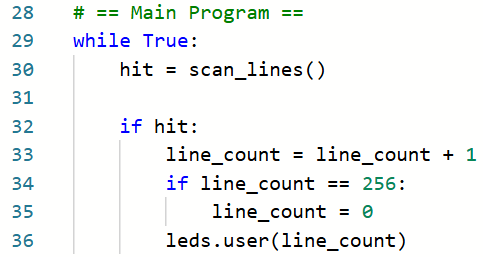 28 # == Main Program ==
29 while True:
30     hit = scan_lines()
31
32     if hit:
33         line_count = line_count + 1
34         if line_count == 256:
35             line_count = 0
36         leds.user(line_count)